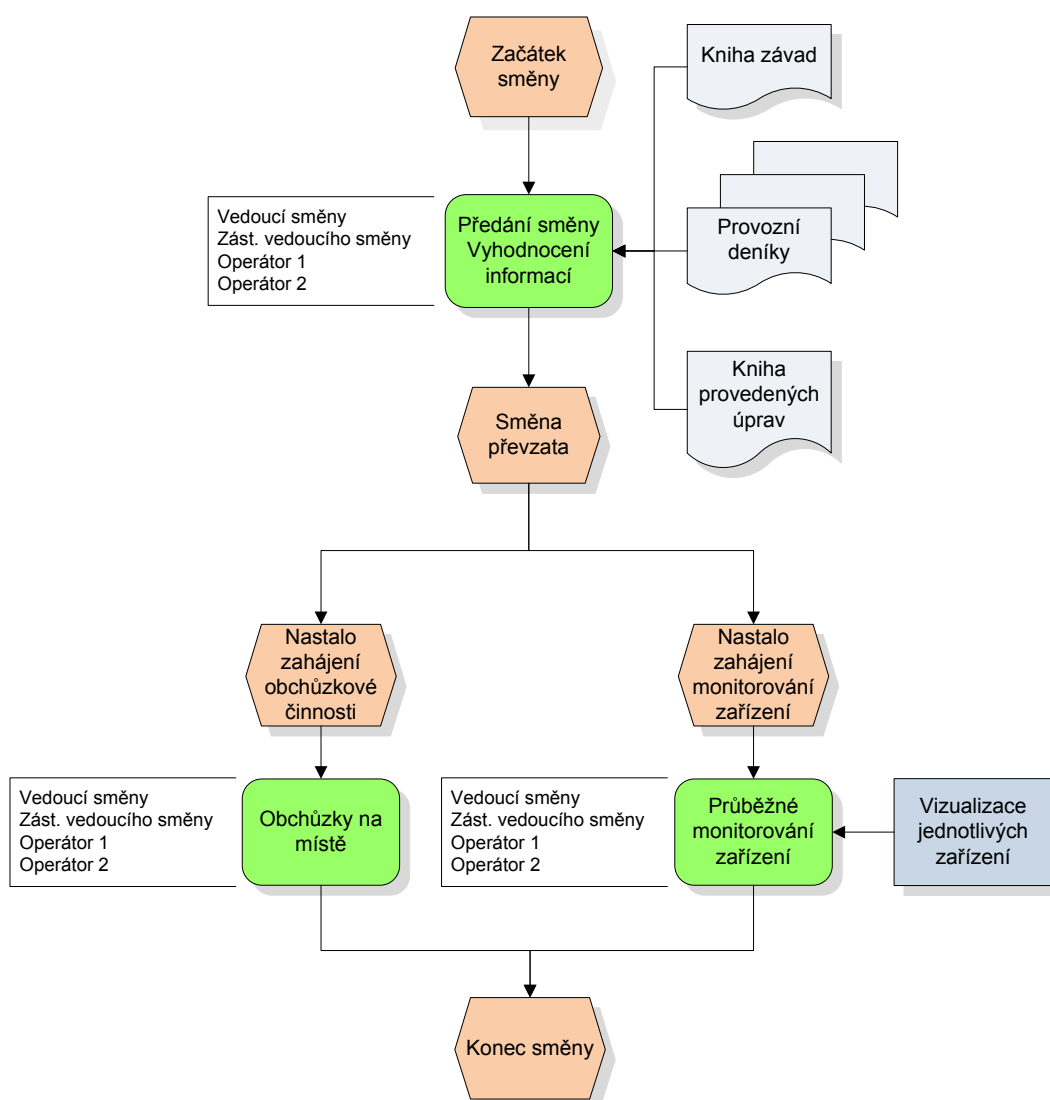 Začátek
směny
Kniha závad
Vedoucí směny
Zást. vedoucího směny
Operátor 1
Operátor 2
Předání směny
Vyhodnocení
informací
Provozní
deníky
Směna
převzata
Kniha
provedených
úprav
Nastalo
zahájení
obchůzkové
činnosti
Nastalo
zahájení
monitorování
zařízení
Vedoucí směny
Zást. vedoucího směny
Operátor 1
Operátor 2
Obchůzky na
místě
Vedoucí směny
Zást. vedoucího směny
Operátor 1
Operátor 2
Průběžné
monitorování
zařízení
Vizualizace
jednotlivých
zařízení
Konec směny